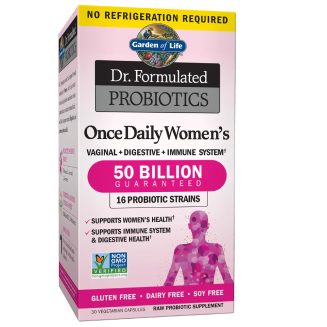 NO REFRIGERATION REQUIRED
Garden of Life
Dr. Formulated
PROBIOTICS
Once Daily Women's
VAGINAL + DIGESTIVE + IMMUNE SYSTEM†
50 BILLION
GUARANTEED
16 PROBIOTIC STRAINS
✓ SUPPORTS WOMEN'S HEALTH†
✓ SUPPORTS IMMUNE SYSTEM
& DIGESTIVE HEALTH†
NON
GMO
Project
VERIFIED
GLUTEN FREE • DAIRY FREE • SOY FREE
30 VEGETARIAN CAPSULES
RAW PROBIOTIC SUPPLEMENT